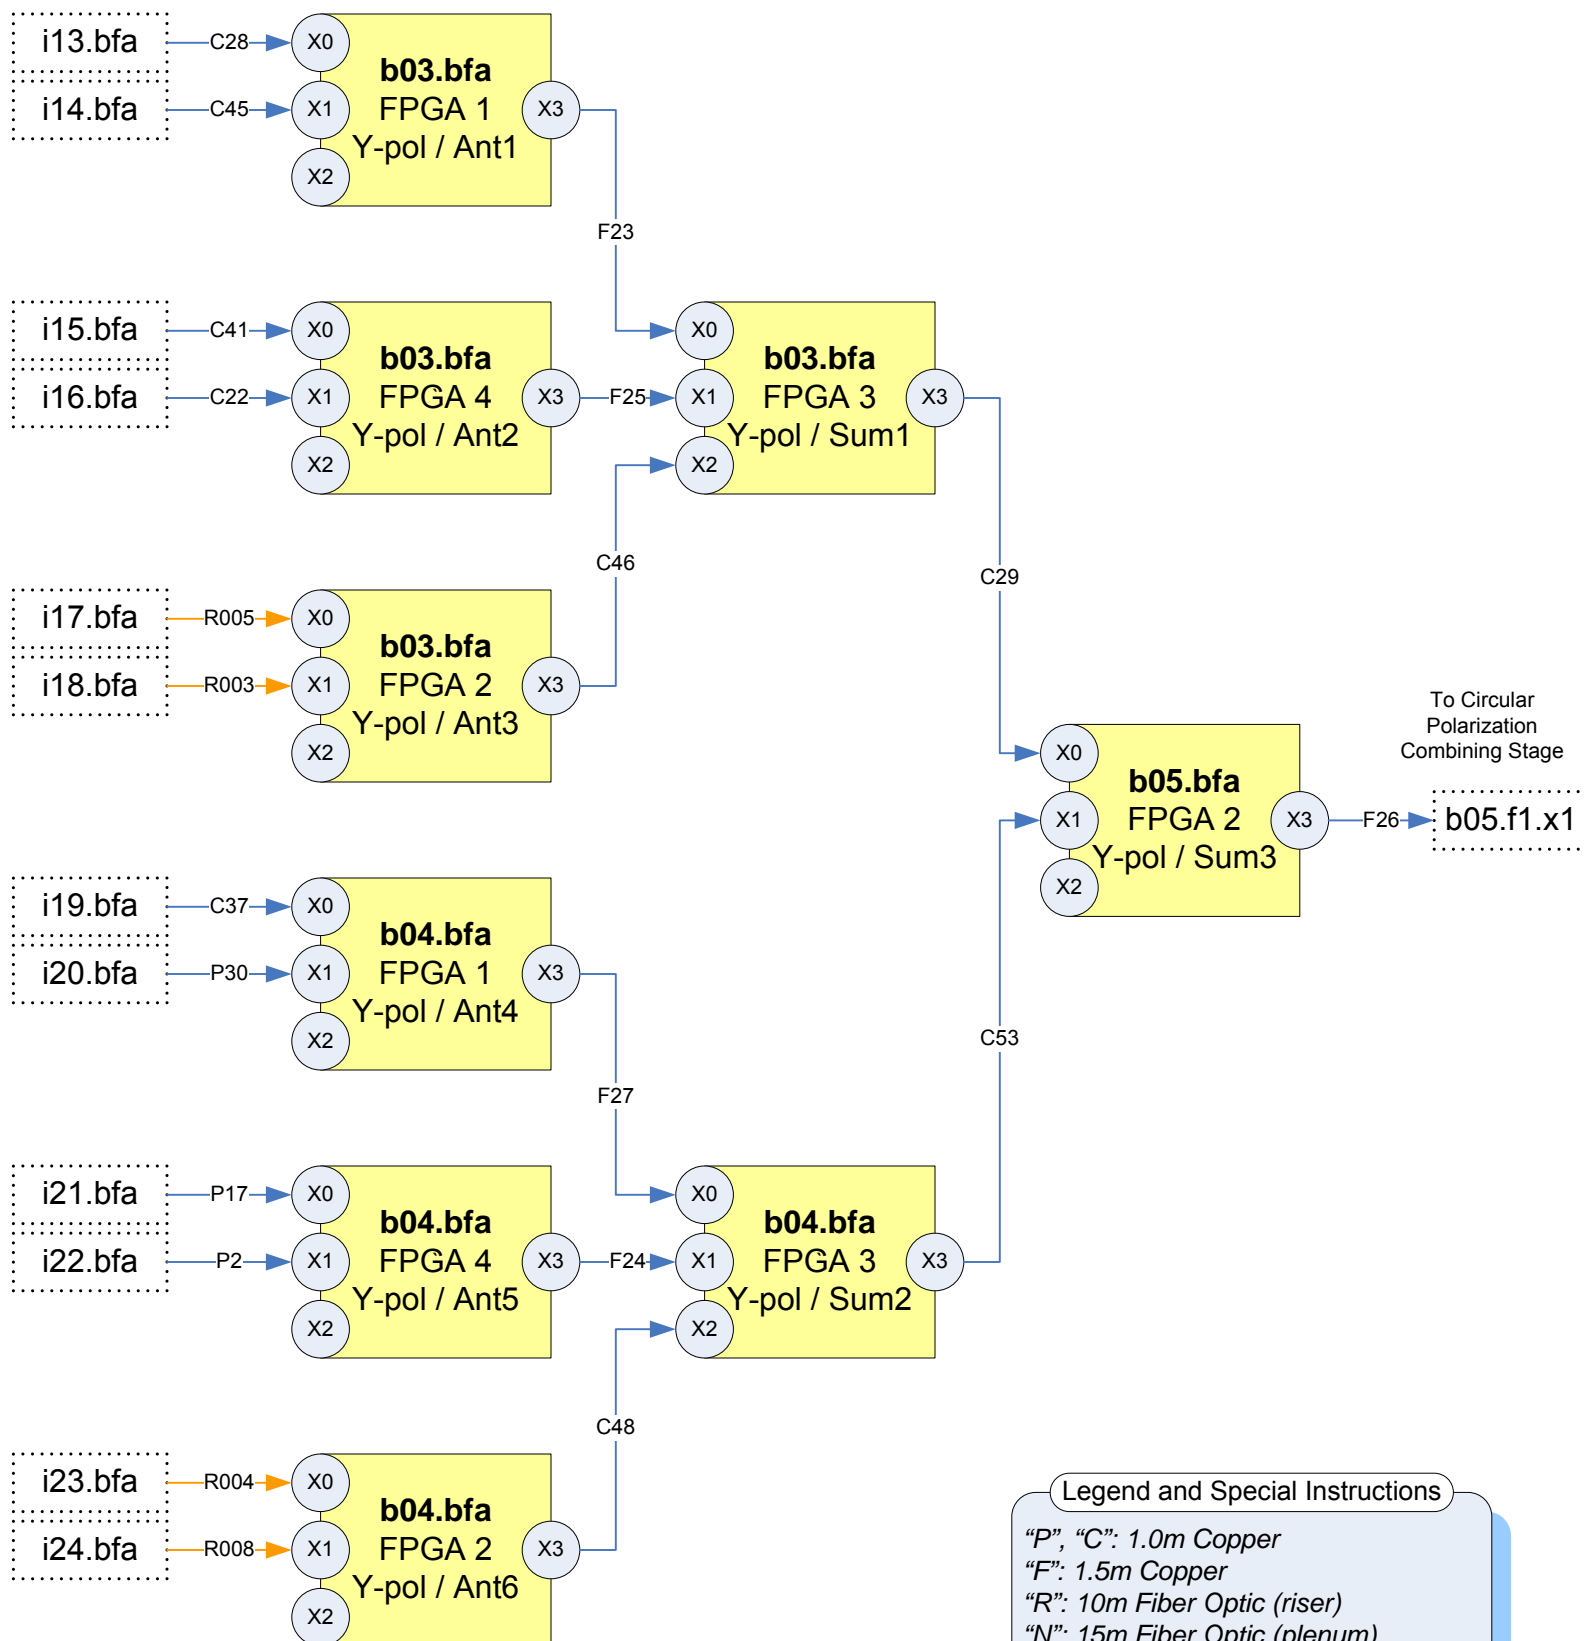 i13.bfa
C28
X0
i14.bfa
C45
X1
X2
b03.bfa
FPGA 1
Y-pol / Ant1
X3
F23
i15.bfa
C41
X0
i16.bfa
C22
X1
X2
b03.bfa
FPGA 4
Y-pol / Ant2
X3
F25
X0
X1
X2
b03.bfa
FPGA 3
Y-pol / Sum1
X3
C46
C29
i17.bfa
R005
X0
i18.bfa
R003
X1
X2
b03.bfa
FPGA 2
Y-pol / Ant3
X3
To Circular
Polarization
Combining Stage
X0
X1
X2
b05.bfa
FPGA 2
Y-pol / Sum3
X3
F26
b05.f1.x1
i19.bfa
C37
X0
i20.bfa
P30
X1
X2
b04.bfa
FPGA 1
Y-pol / Ant4
X3
F27
C53
i21.bfa
P17
X0
i22.bfa
P2
X1
X2
b04.bfa
FPGA 4
Y-pol / Ant5
X3
F24
X0
X1
X2
b04.bfa
FPGA 3
Y-pol / Sum2
X3
C48
i23.bfa
R004
X0
i24.bfa
R008
X1
X2
b04.bfa
FPGA 2
Y-pol / Ant6
X3
Legend and Special Instructions
“P”, “C”: 1.0m Copper
“F”: 1.5m Copper
“R”: 10m Fiber Optic (riser)
“N”: 15m Fiber Optic (plenum)